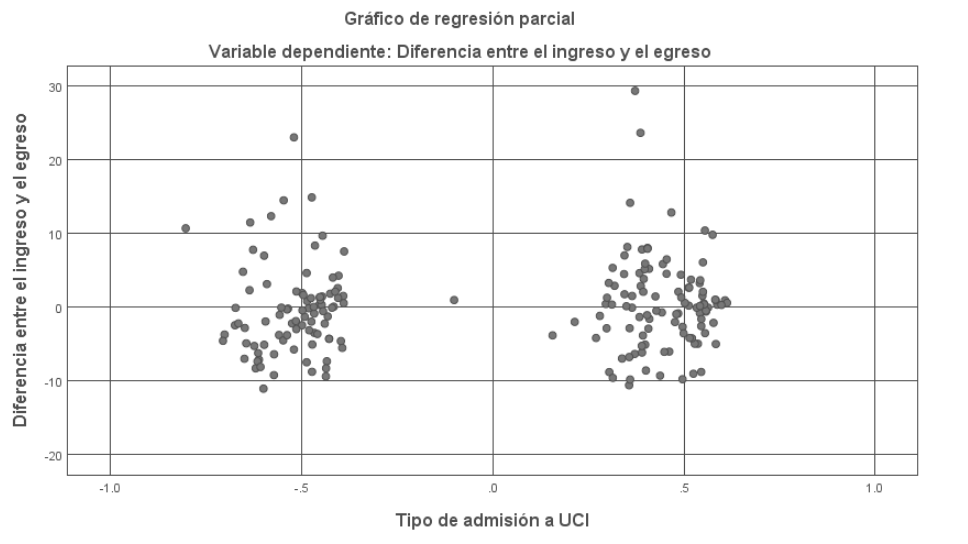 Gráfico de regresión parcial
Variable dependiente: Diferencia entre el ingreso y el egreso
Diferencia entre el ingreso y el egreso
30
20
10
0
-10
-20
-1.0
-.5
.0
.5
1.0
Tipo de admisión a UCI